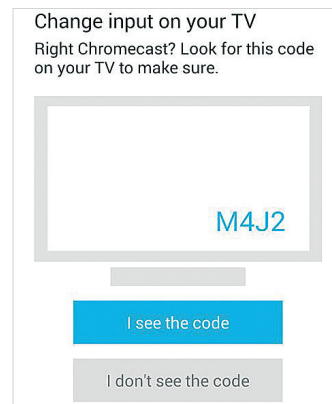 Change input on your TV
Right Chromecast? Look for this code
on your TV to make sure.
M4J2
I see the code
I don't see the code